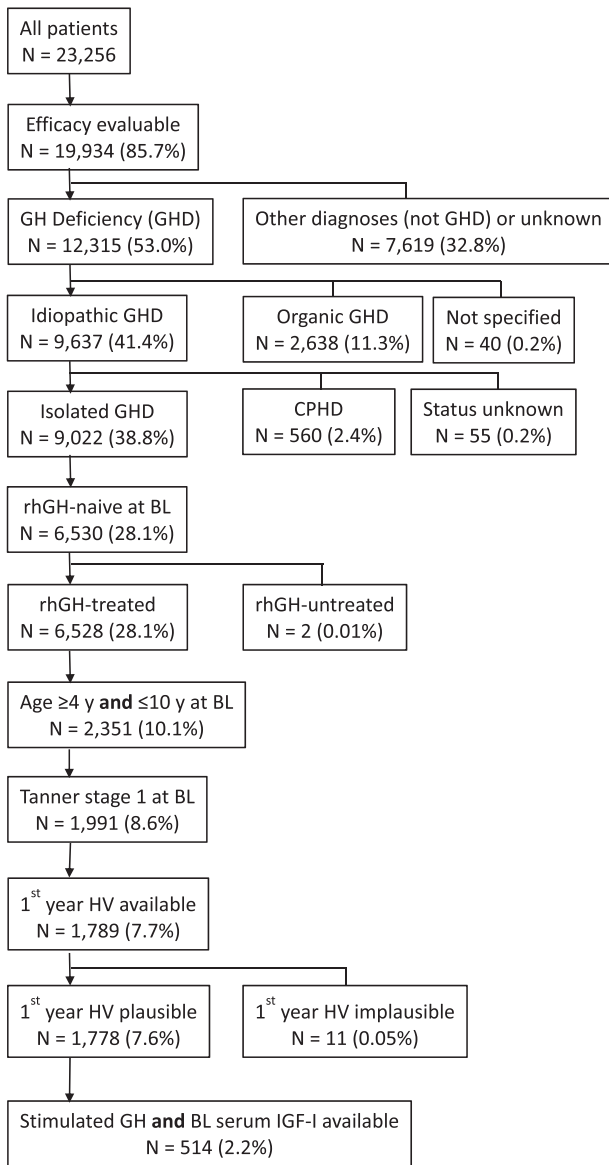 All patients
N = 23,256
Efficacy evaluable
N = 19,934 (85.7%)
GH Deficiency (GHD)
N = 12,315 (53.0%)
Other diagnoses (not GHD) or unknown
N = 7,619 (32.8%)
Idiopathic GHD
N = 9,637 (41.4%)
Organic GHD
N = 2,638 (11.3%)
Not specified
N = 40 (0.2%)
Isolated GHD
N = 9,022 (38.8%)
CPHD
N = 560 (2.4%)
Status unknown
N = 55 (0.2%)
rhGH-naive at BL
N = 6,530 (28.1%)
rhGH-treated
N = 6,528 (28.1%)
rhGH-untreated
N = 2 (0.01%)
Age ≥4 y and ≤10 y at BL
N = 2,351 (10.1%)
Tanner stage 1 at BL
N = 1,991 (8.6%)
1st year HV available
N = 1,789 (7.7%)
1st year HV plausible
N = 1,778 (7.6%)
1st year HV implausible
N = 11 (0.05%)
Stimulated GH and BL serum IGF-I available
N = 514 (2.2%)